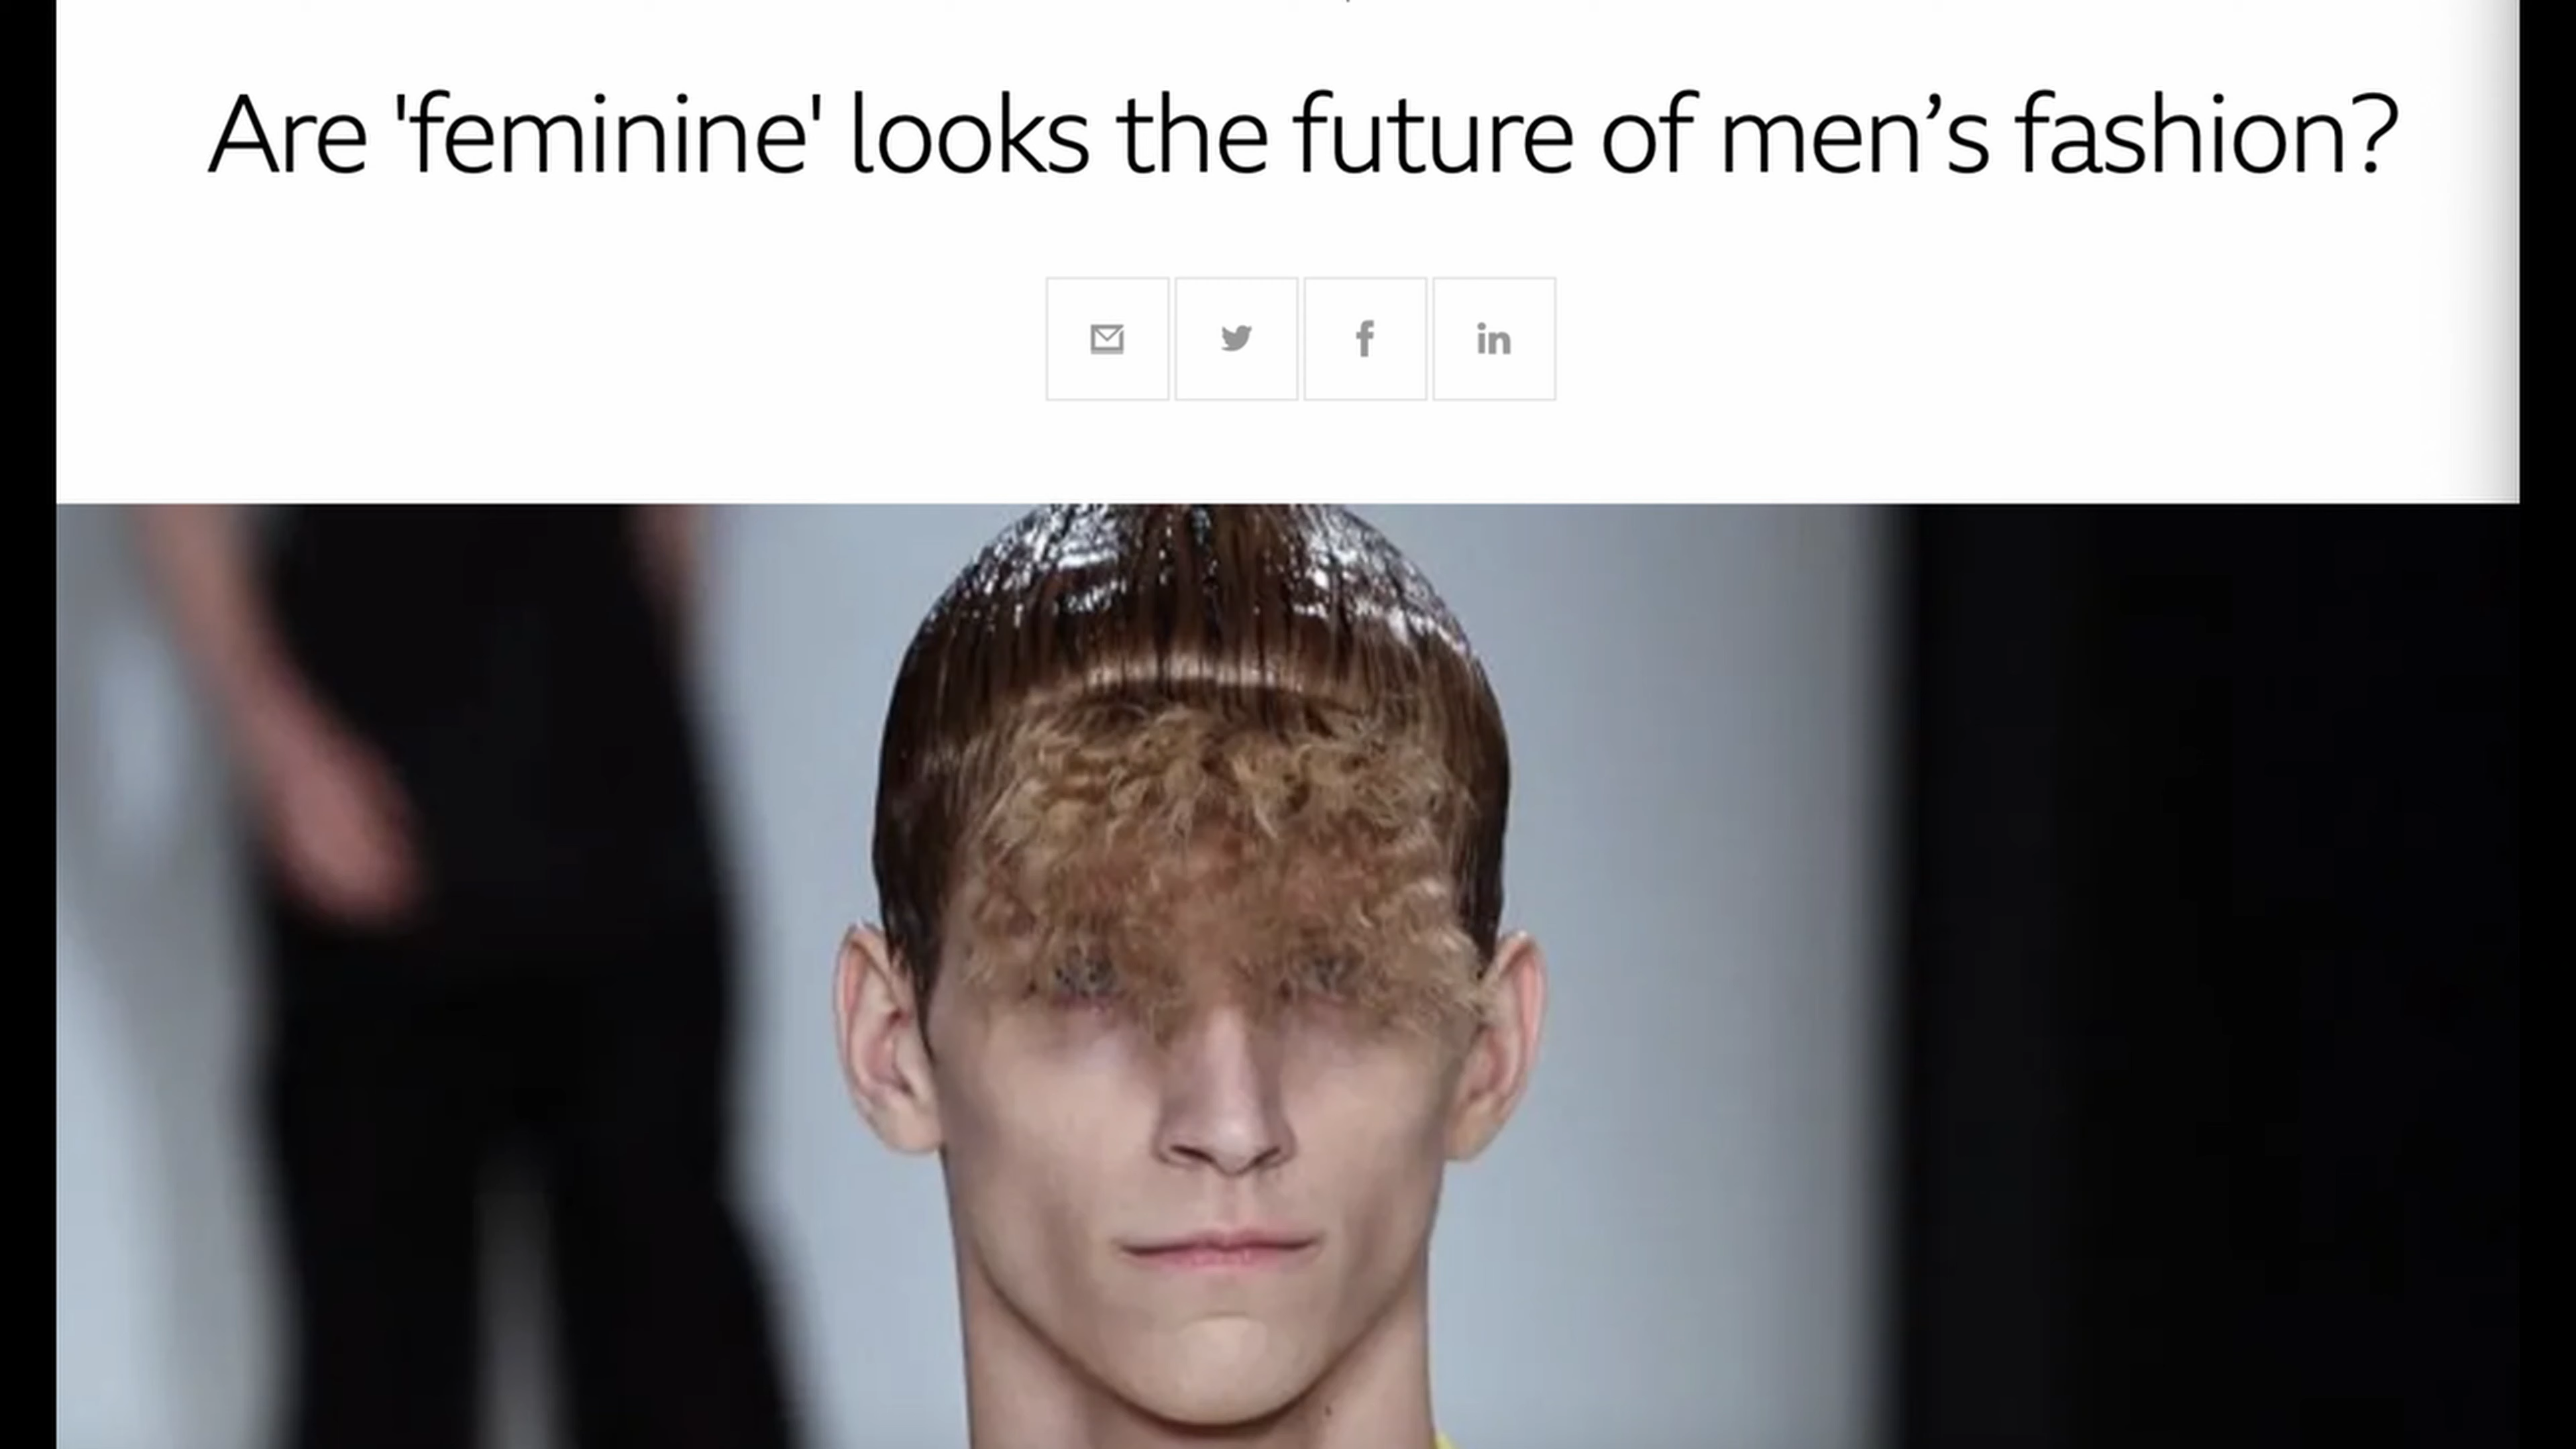 Are 'feminine' looks the future of men’s fashion?
f
in